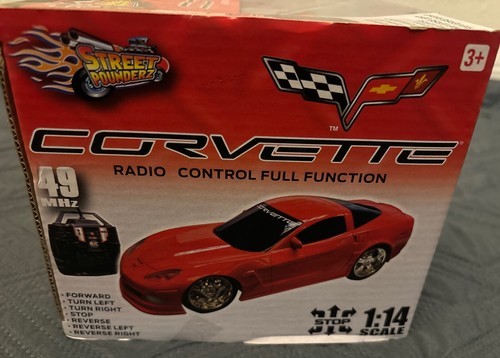 STREET
POUNDERZ
3+
TM
CORVETTE
RADIO CONTROL FULL FUNCTION
49
MHz
CORVETTE
· FORWARD
· TURN LEFT
· TURN RIGHT
· STOP
· REVERSE
· REVERSE LEFT
· REVERSE RIGHT
STOP
1:14
SCALE